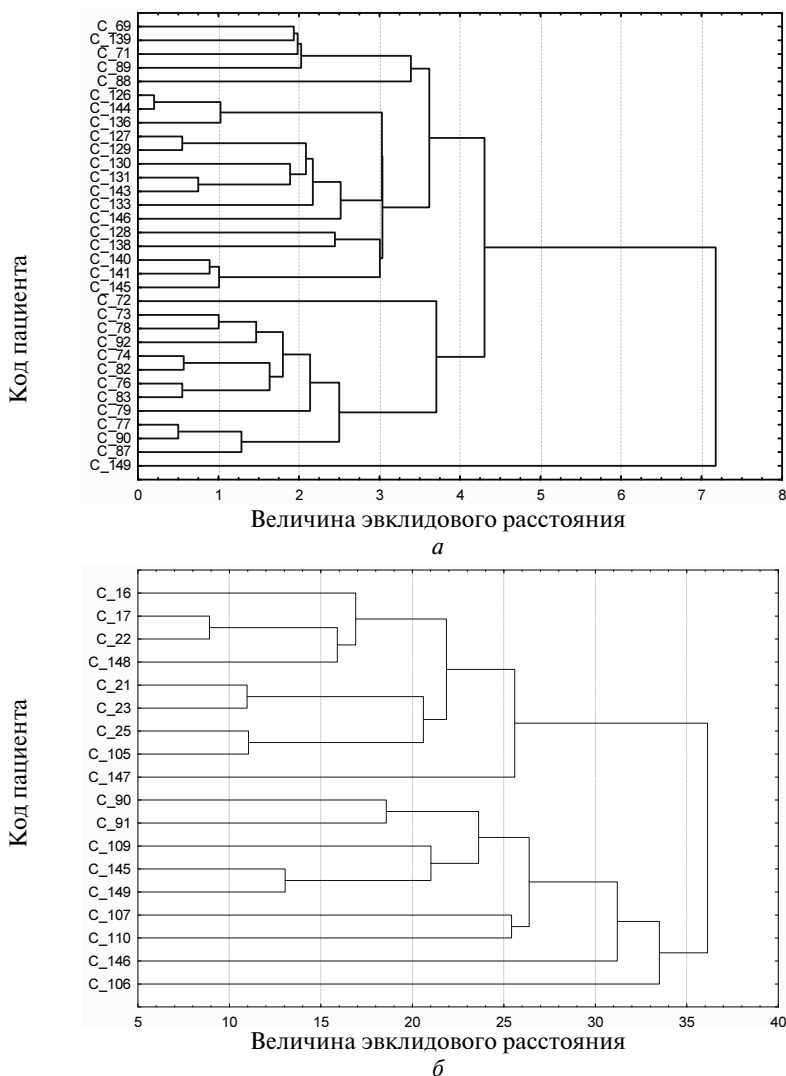 Код пациента
C_69
C_139
C_71
C_89
C_88
C_126
C_144
C_136
C_127
C_129
C_130
C_131
C_143
C_133
C_146
C_128
C_138
C_140
C_141
C_145
C_72
C_73
C_78
C_92
C_74
C_82
C_76
C_83
C_79
C_77
C_90
C_87
C_149
0 1 2 3 4 5 6 7 8
Величина эвклидового расстояния
а
Код пациента
C_16
C_17
C_22
C_148
C_21
C_23
C_25
C_105
C_147
C_90
C_91
C_109
C_145
C_149
C_107
C_110
C_146
C_106
5 10 15 20 25 30 35 40
Величина эвклидового расстояния
б